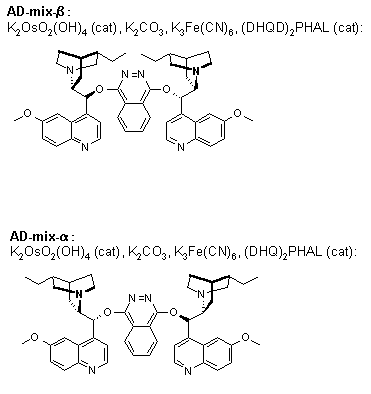 AD-mix-β:
K₂OsO₂(OH)₄ (cat), K₂CO₃, K₃Fe(CN)₆, (DHQD)₂PHAL (cat):
N N N N
O O O O
N N
AD-mix-α:
K₂OsO₂(OH)₄ (cat), K₂CO₃, K₃Fe(CN)₆, (DHQ)₂PHAL (cat):
N N N N
O O
O O
N N